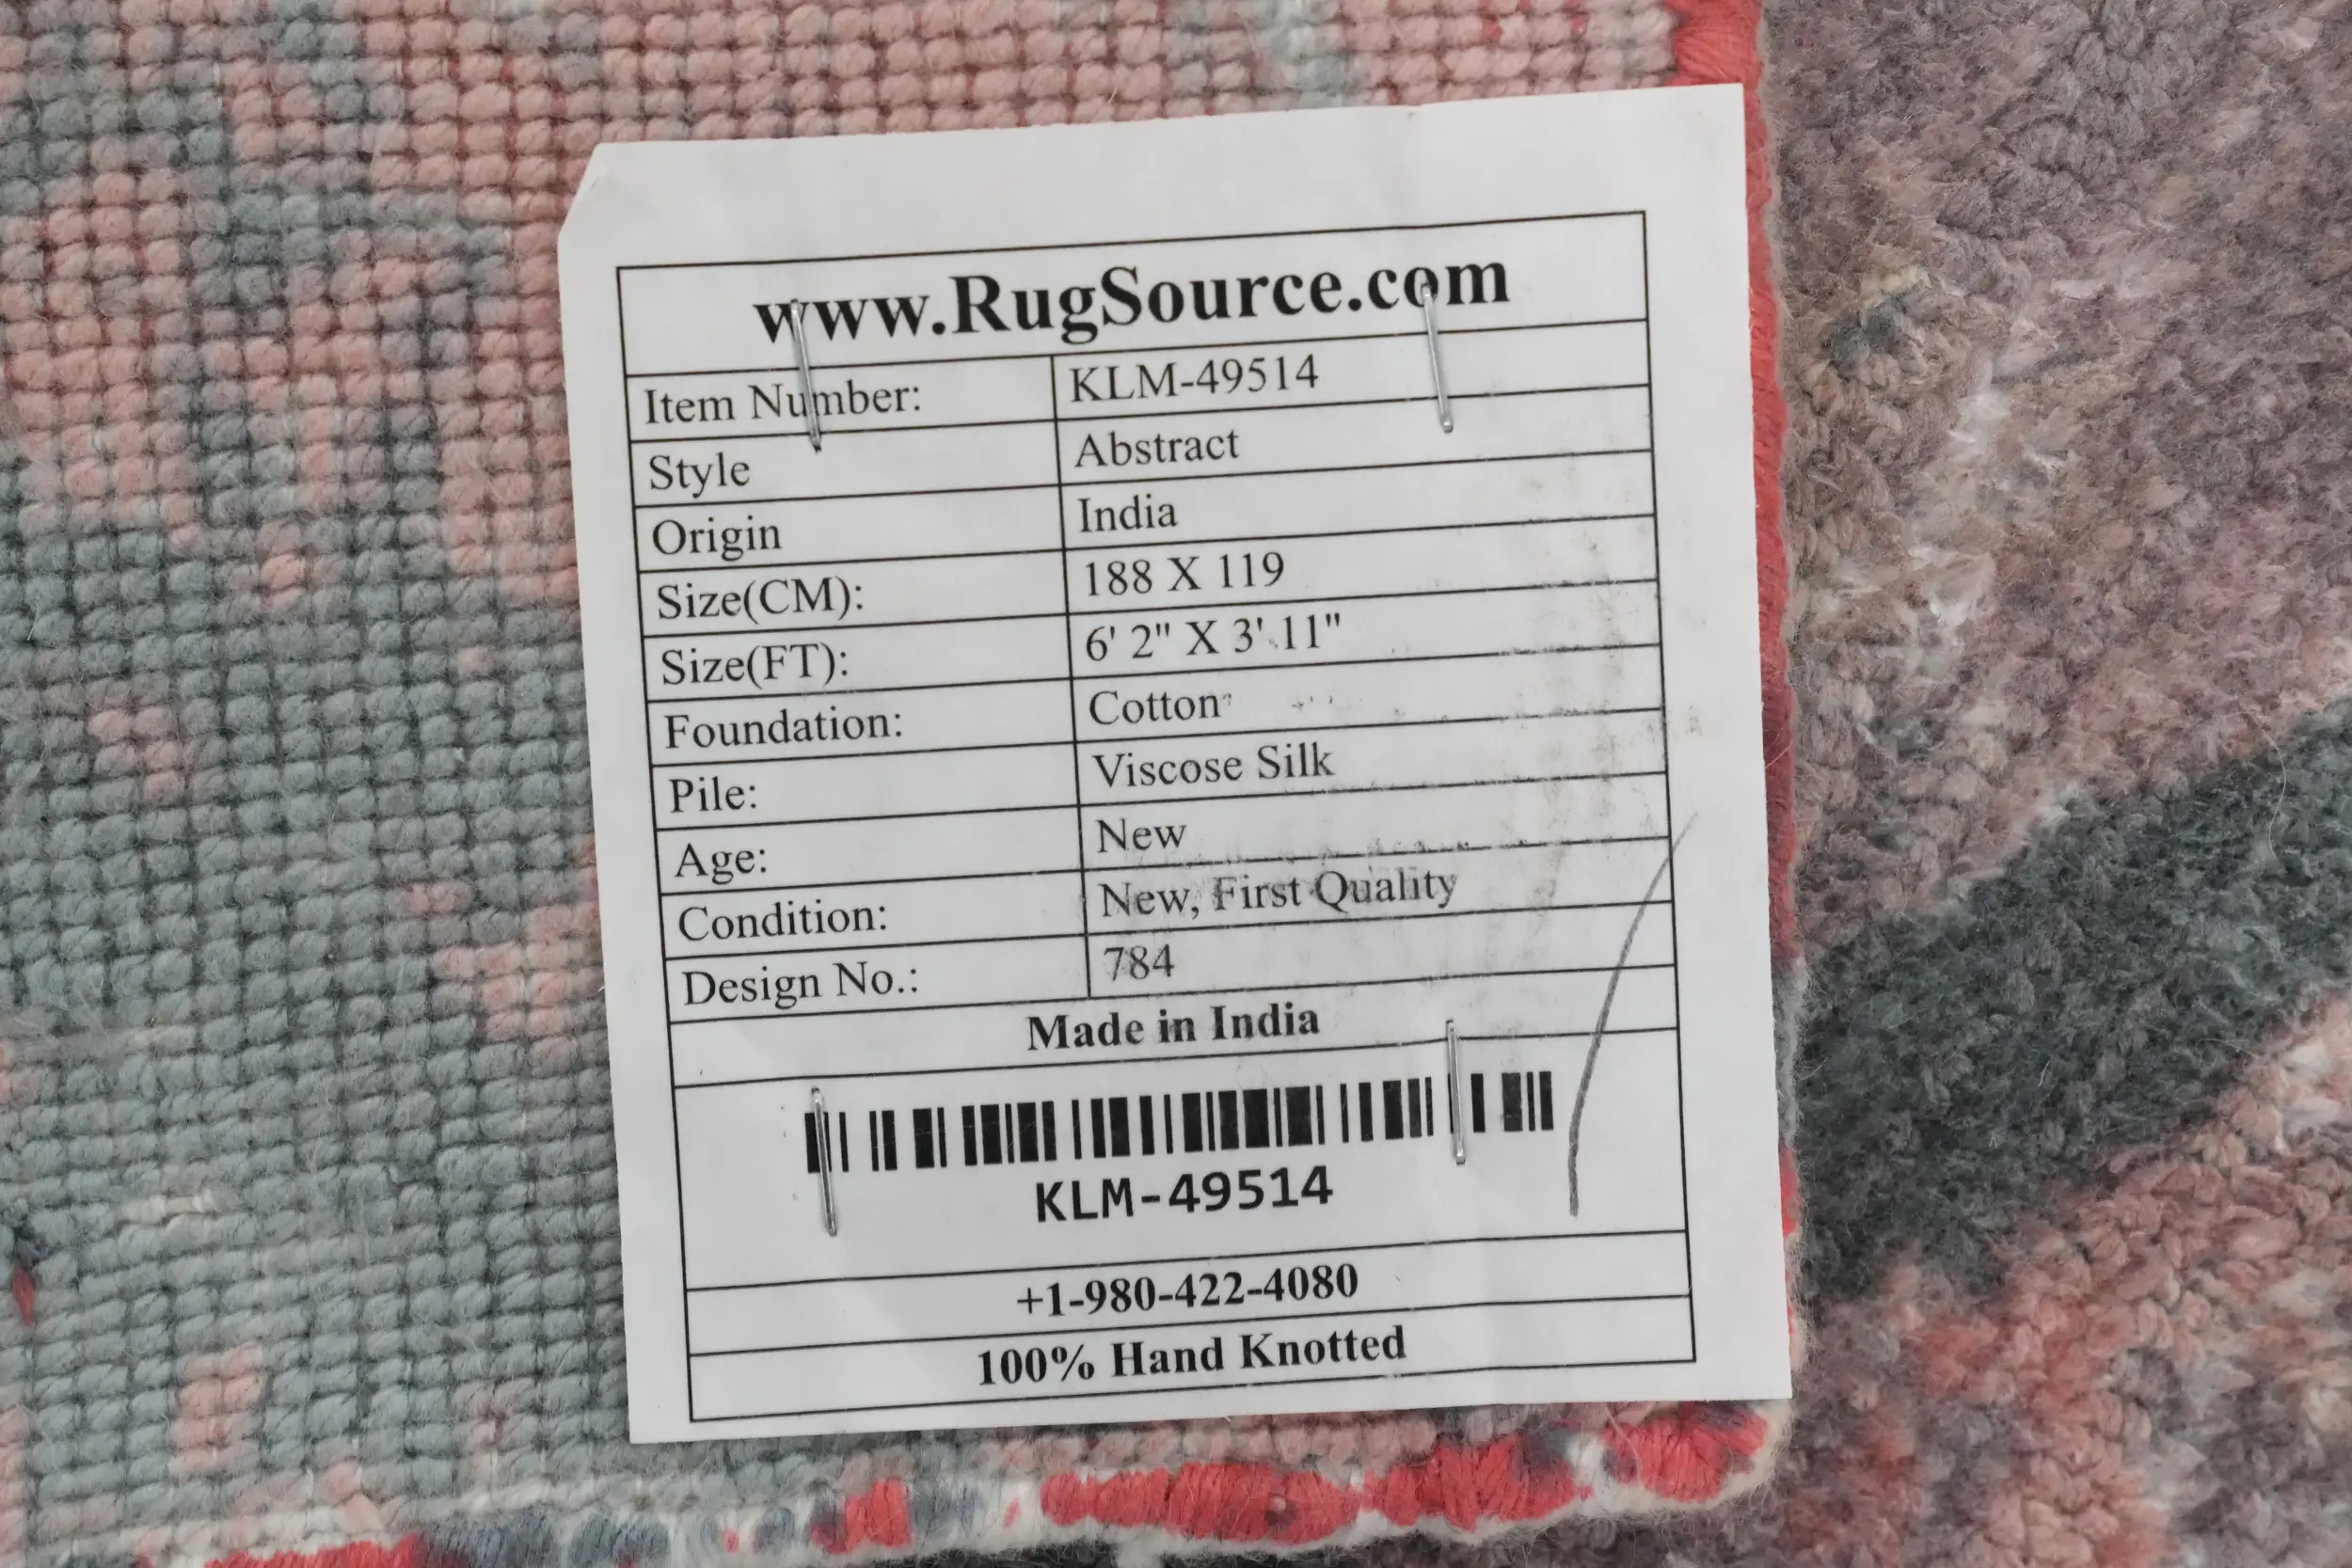 www.RugSource.com
Item Number: KLM-49514
Style Abstract
Origin India
Size(CM): 188 X 119
Size(FT): 6' 2" X 3' 11"
Foundation: Cotton
Pile: Viscose Silk
Age: New
Condition: New, First Quality
Design No.: 784
Made in India
KLM-49514
+1-980-422-4080
100% Hand Knotted